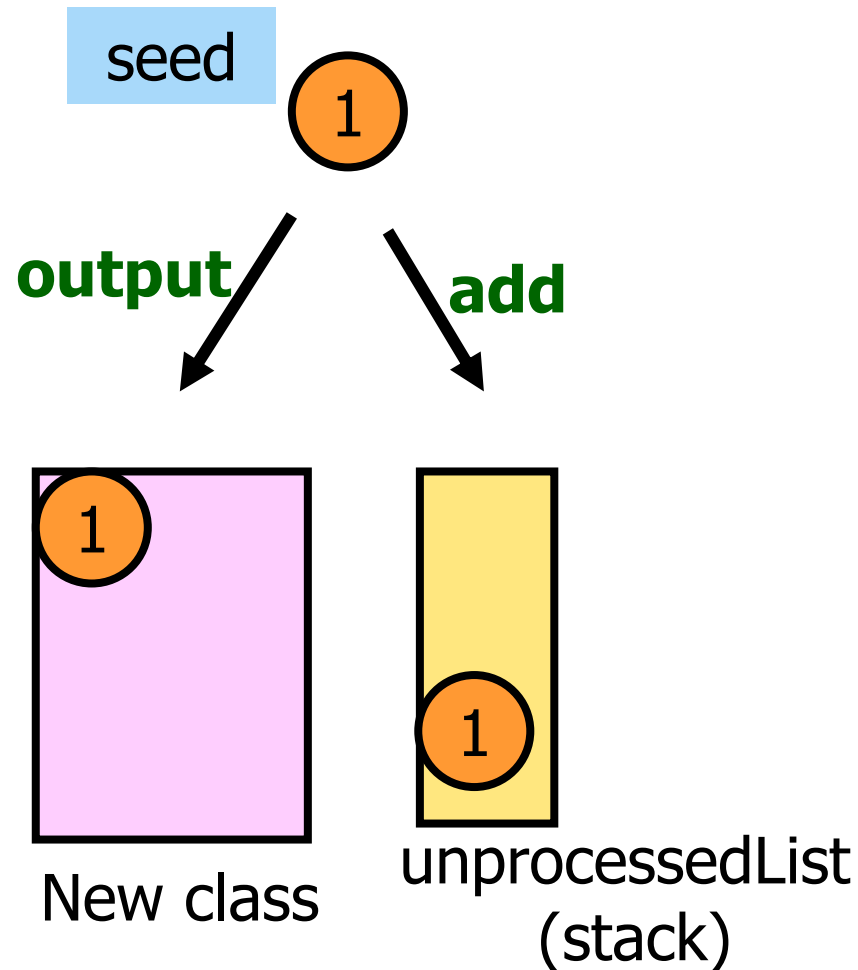 seed
1
output
add
1
1
New class
unprocessedList
(stack)